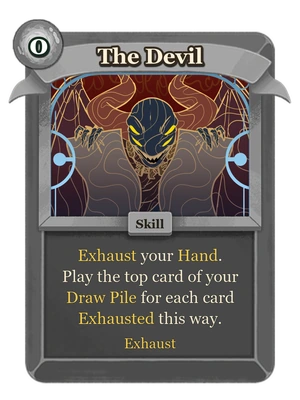 0
The Devil
Skill
Exhaust your Hand.
Play the top card of your
Draw Pile for each card
Exhausted this way.
Exhaust